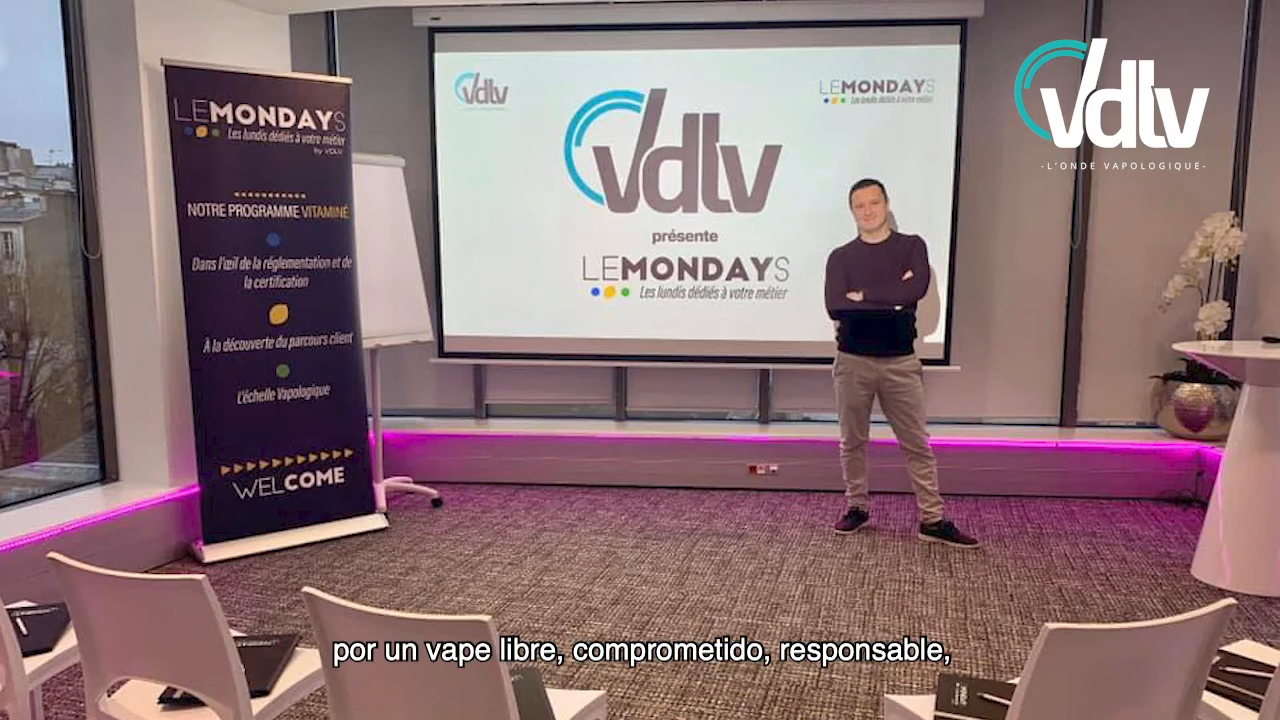 LEMONDAYS
Les lundis dédiés à votre métier
by VDLV
NOTRE PROGRAMME VITAMINÉ
Dans l'œil de la réglementation et de
la certification
À la découverte du parcours client
L'échelle Vapologique
WELCOME
vdlv
LEMONDAYS
Les lundis dédiés à votre métier
vdlv
présente
LEMONDAYS
Les lundis dédiés à votre métier
vdlv
-L'ONDE VAPOLOGIQUE-
por un vape libre, comprometido, responsable,